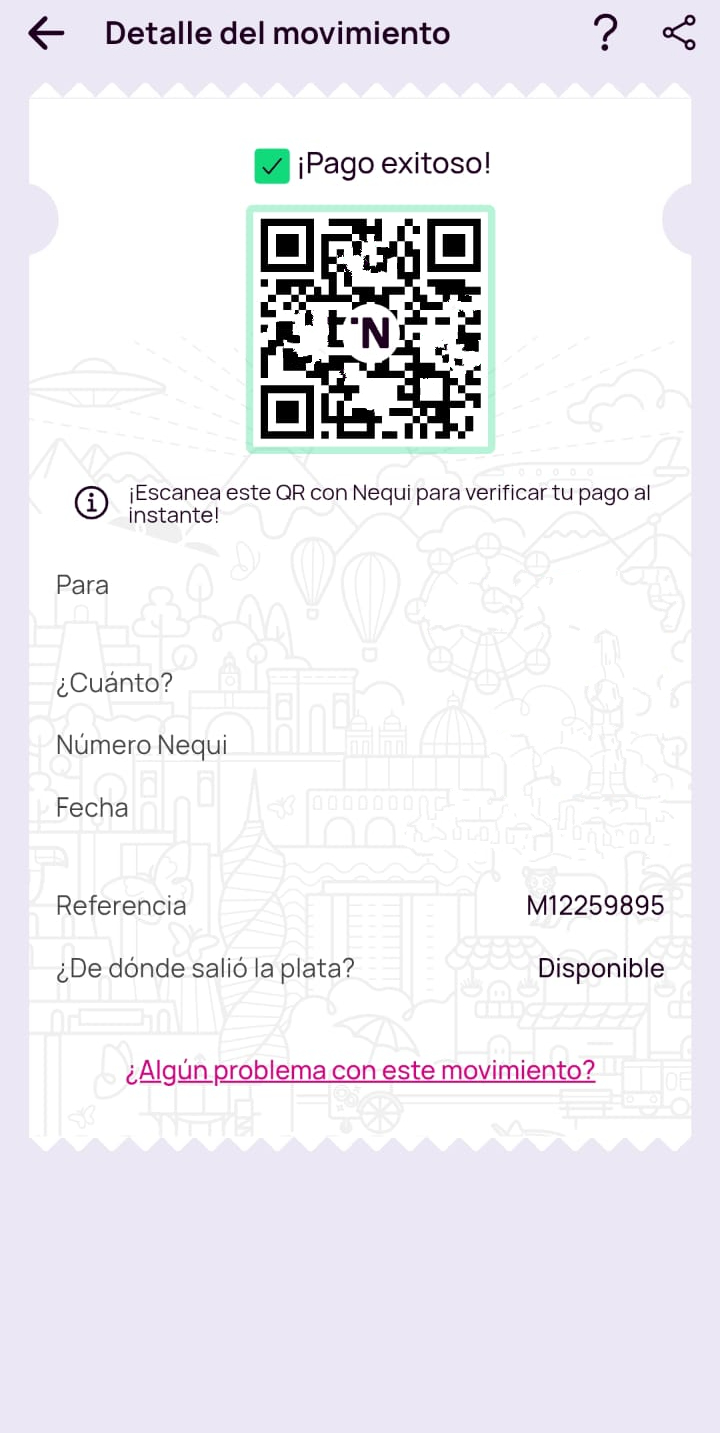 Detalle del movimiento
?
¡Pago exitoso!
N
¡Escanea este QR con Nequi para verificar tu pago al
instante!
Para
¿Cuánto?
Número Nequi
Fecha
Referencia M12259895
¿De dónde salió la plata? Disponible
¿Algún problema con este movimiento?